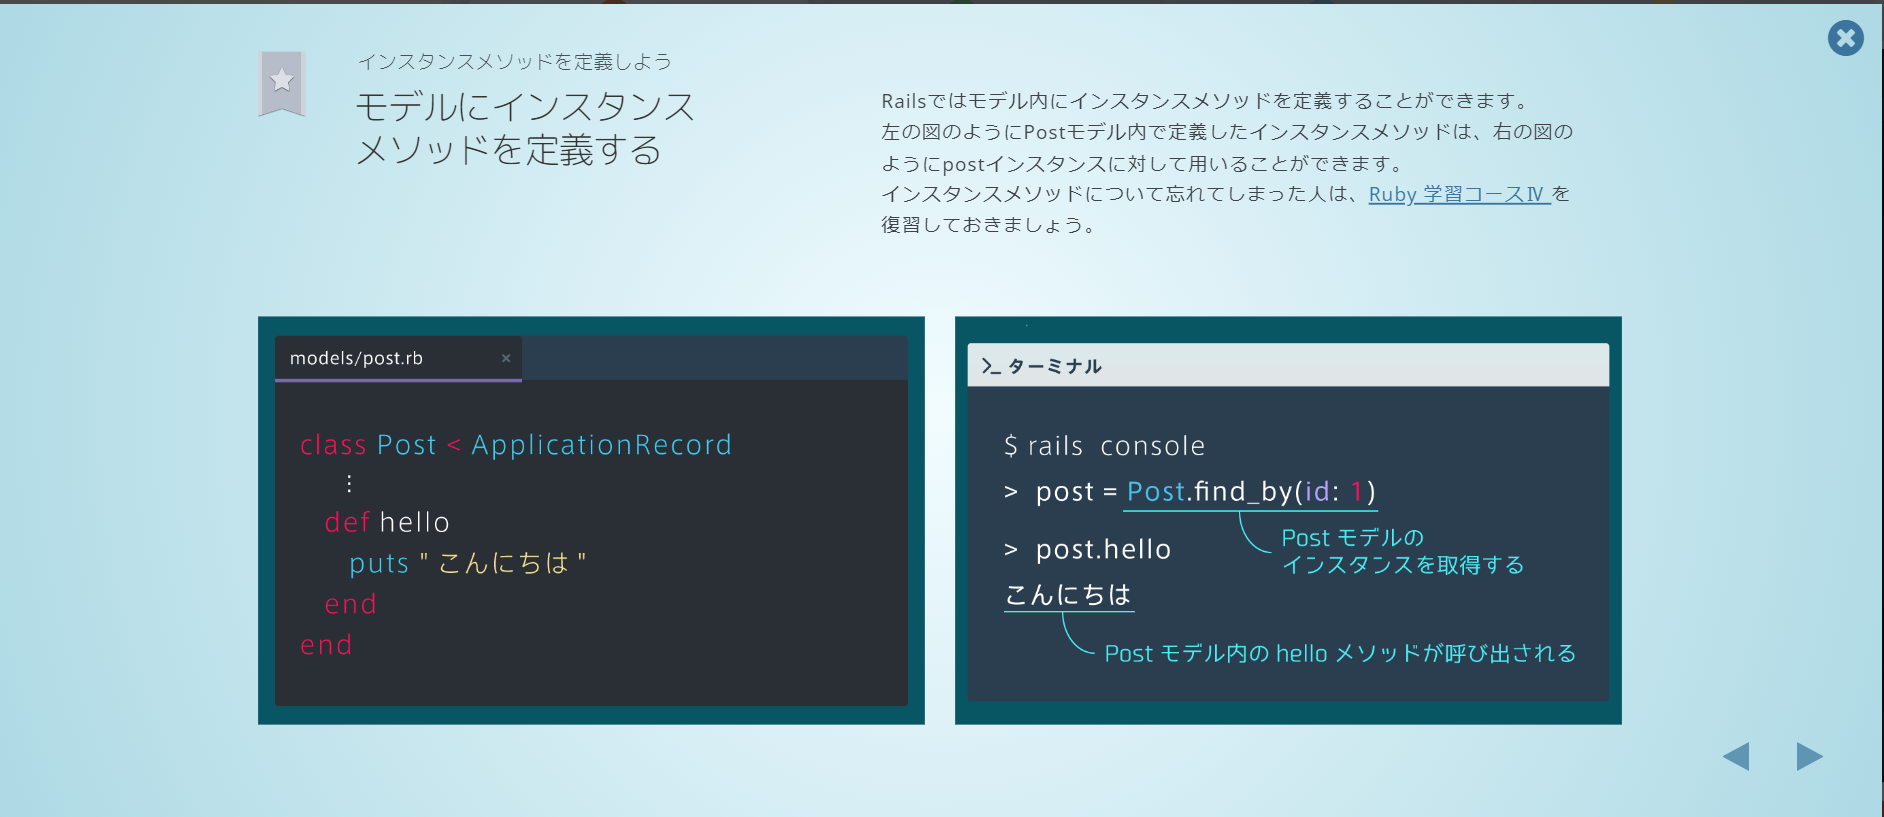 インスタンスメソッドを定義しよう
モデルにインスタンス
メソッドを定義する
Railsではモデル内にインスタンスメソッドを定義することができます。
左の図のようにPostモデル内で定義したインスタンスメソッドは、右の図の
ようにpostインスタンスに対して用いることができます。
インスタンスメソッドについて忘れてしまった人は、Ruby 学習コースⅣ を
復習しておきましょう。
models/post.rb ×
class Post < ApplicationRecord
⋮
def hello
puts " こんにちは "
end
end
>_ ターミナル
$ rails console
> post = Post.find_by(id: 1)
Post モデルの
インスタンスを取得する
> post.hello
こんにちは
Post モデル内の hello メソッドが呼び出される